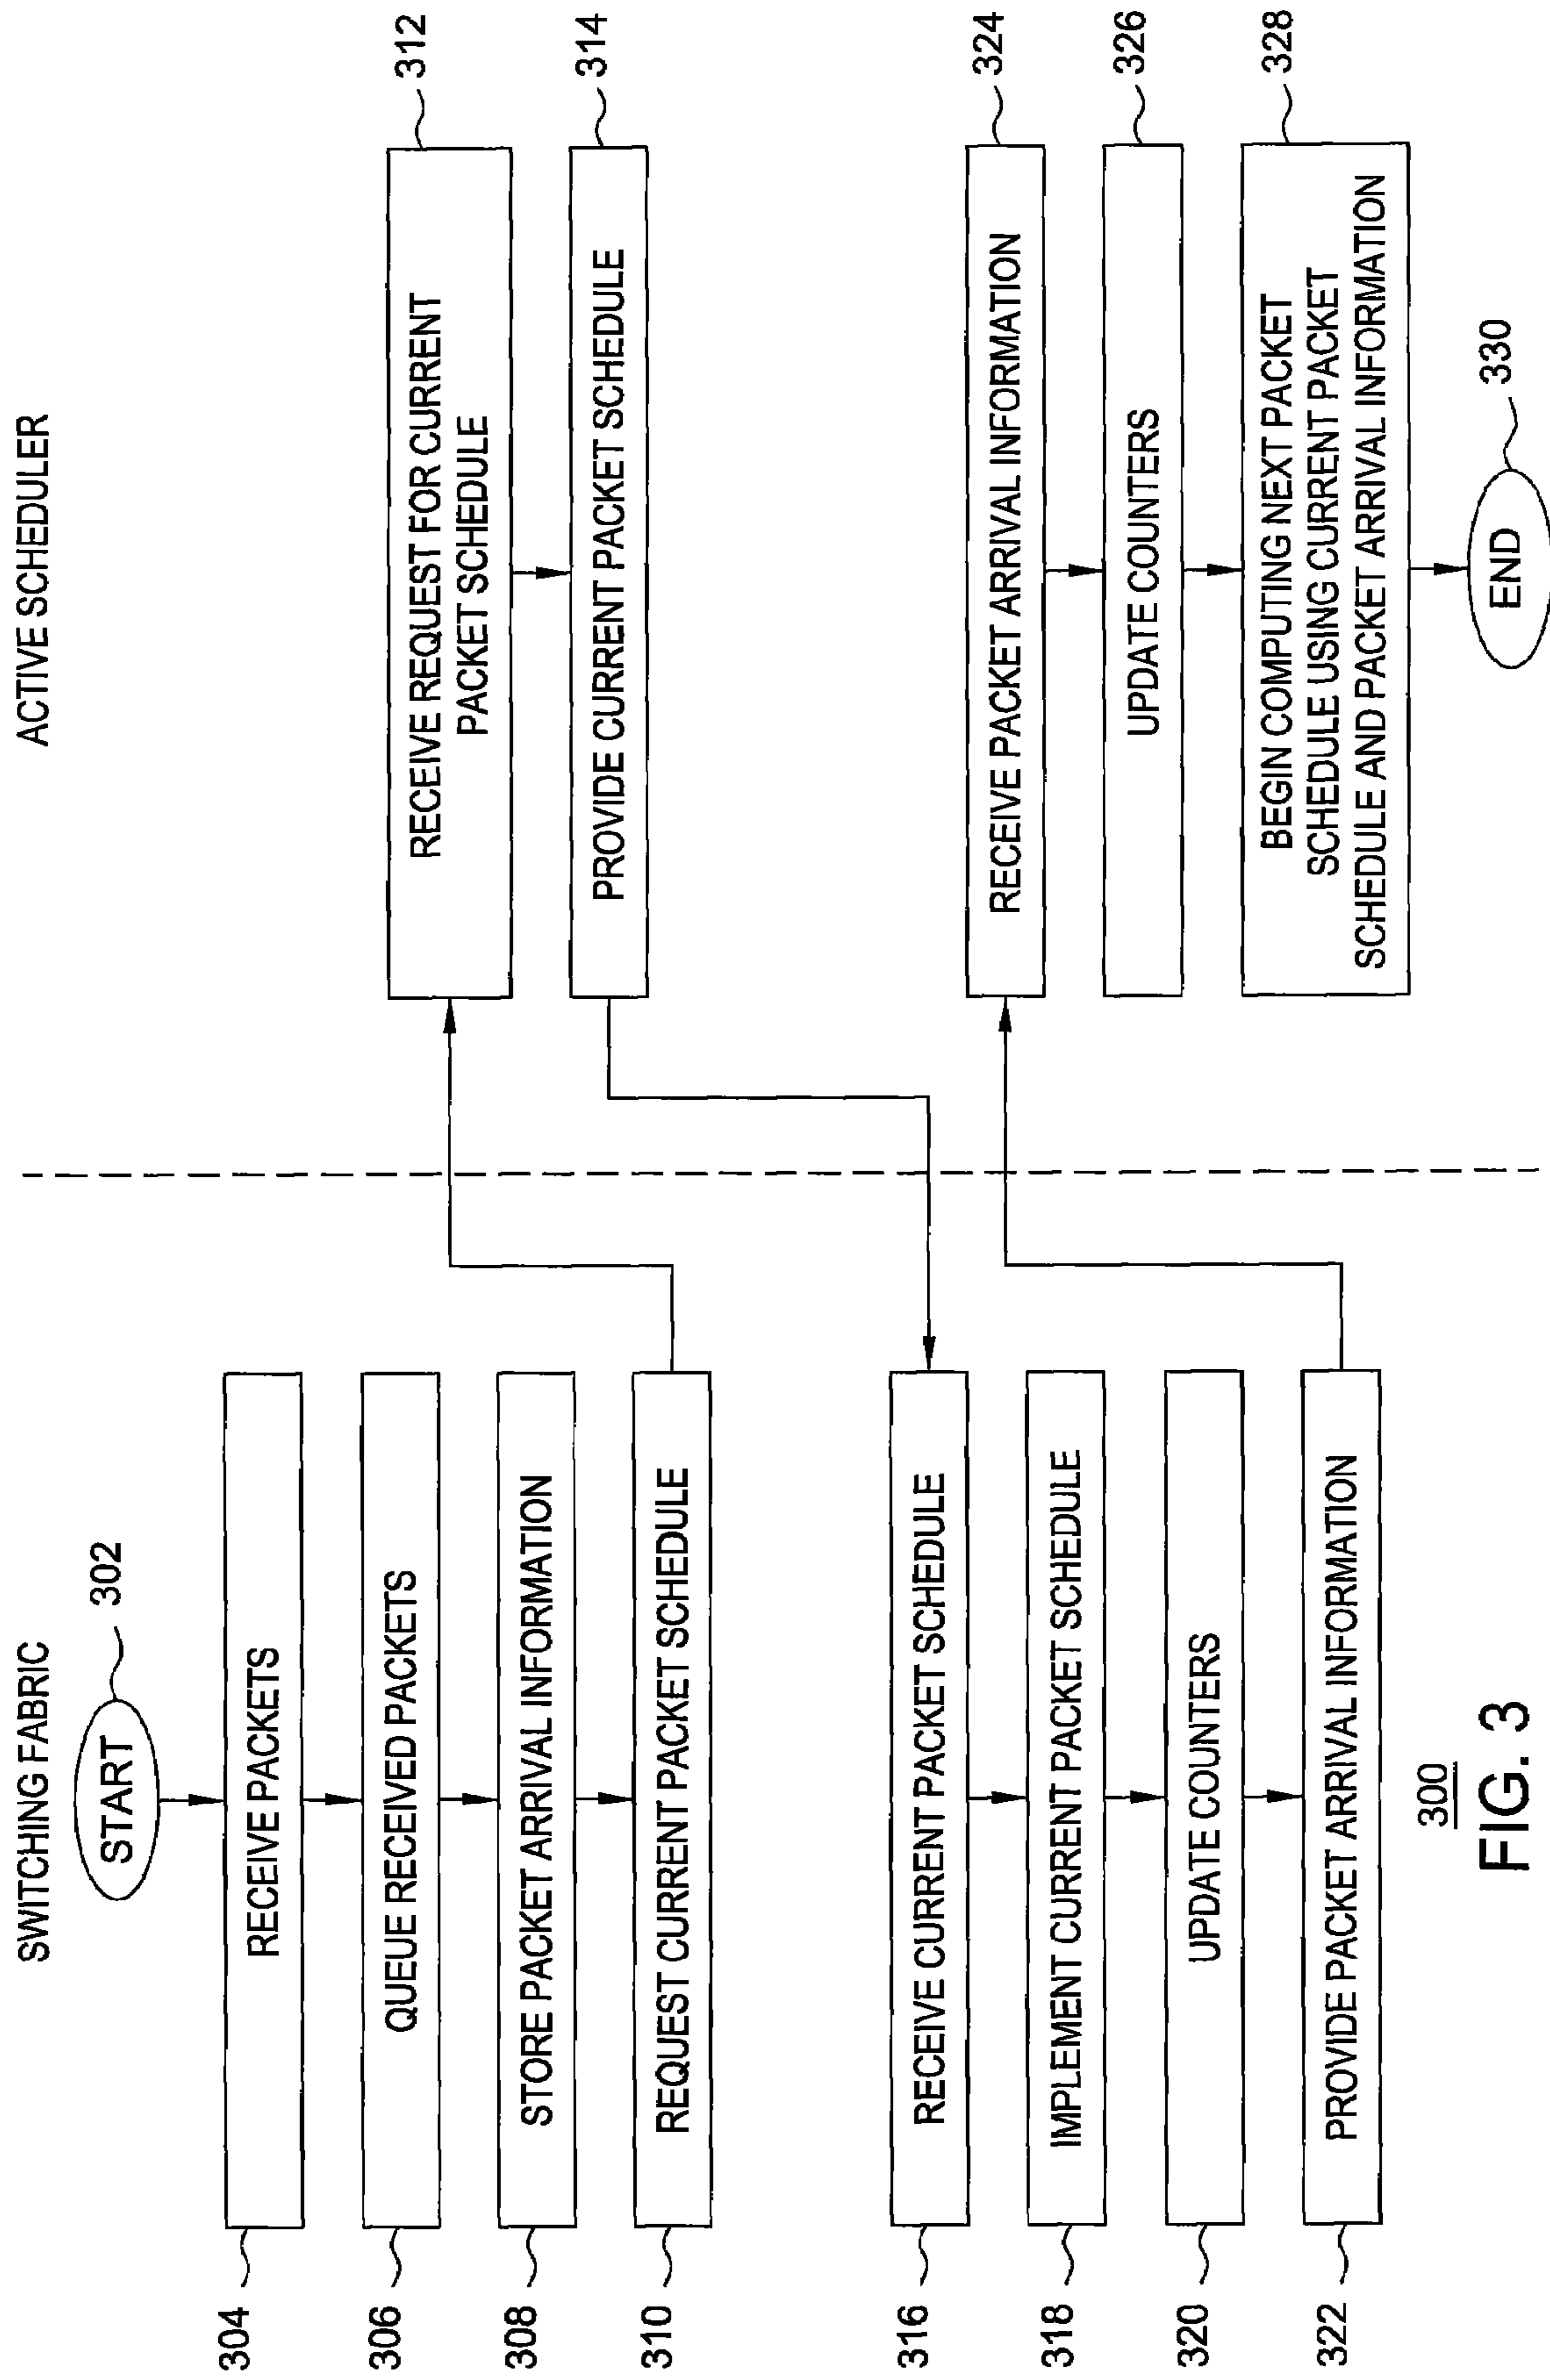 SWITCHING FABRIC
ACTIVE SCHEDULER
START
302
304
RECEIVE PACKETS
306
QUEUE RECEIVED PACKETS
308
STORE PACKET ARRIVAL INFORMATION
310
REQUEST CURRENT PACKET SCHEDULE
RECEIVE REQUEST FOR CURRENT
PACKET SCHEDULE
312
PROVIDE CURRENT PACKET SCHEDULE
314
316
RECEIVE CURRENT PACKET SCHEDULE
318
IMPLEMENT CURRENT PACKET SCHEDULE
320
UPDATE COUNTERS
322
PROVIDE PACKET ARRIVAL INFORMATION
RECEIVE PACKET ARRIVAL INFORMATION
324
UPDATE COUNTERS
326
BEGIN COMPUTING NEXT PACKET
SCHEDULE USING CURRENT PACKET
SCHEDULE AND PACKET ARRIVAL INFORMATION
328
END
330
300
FIG. 3